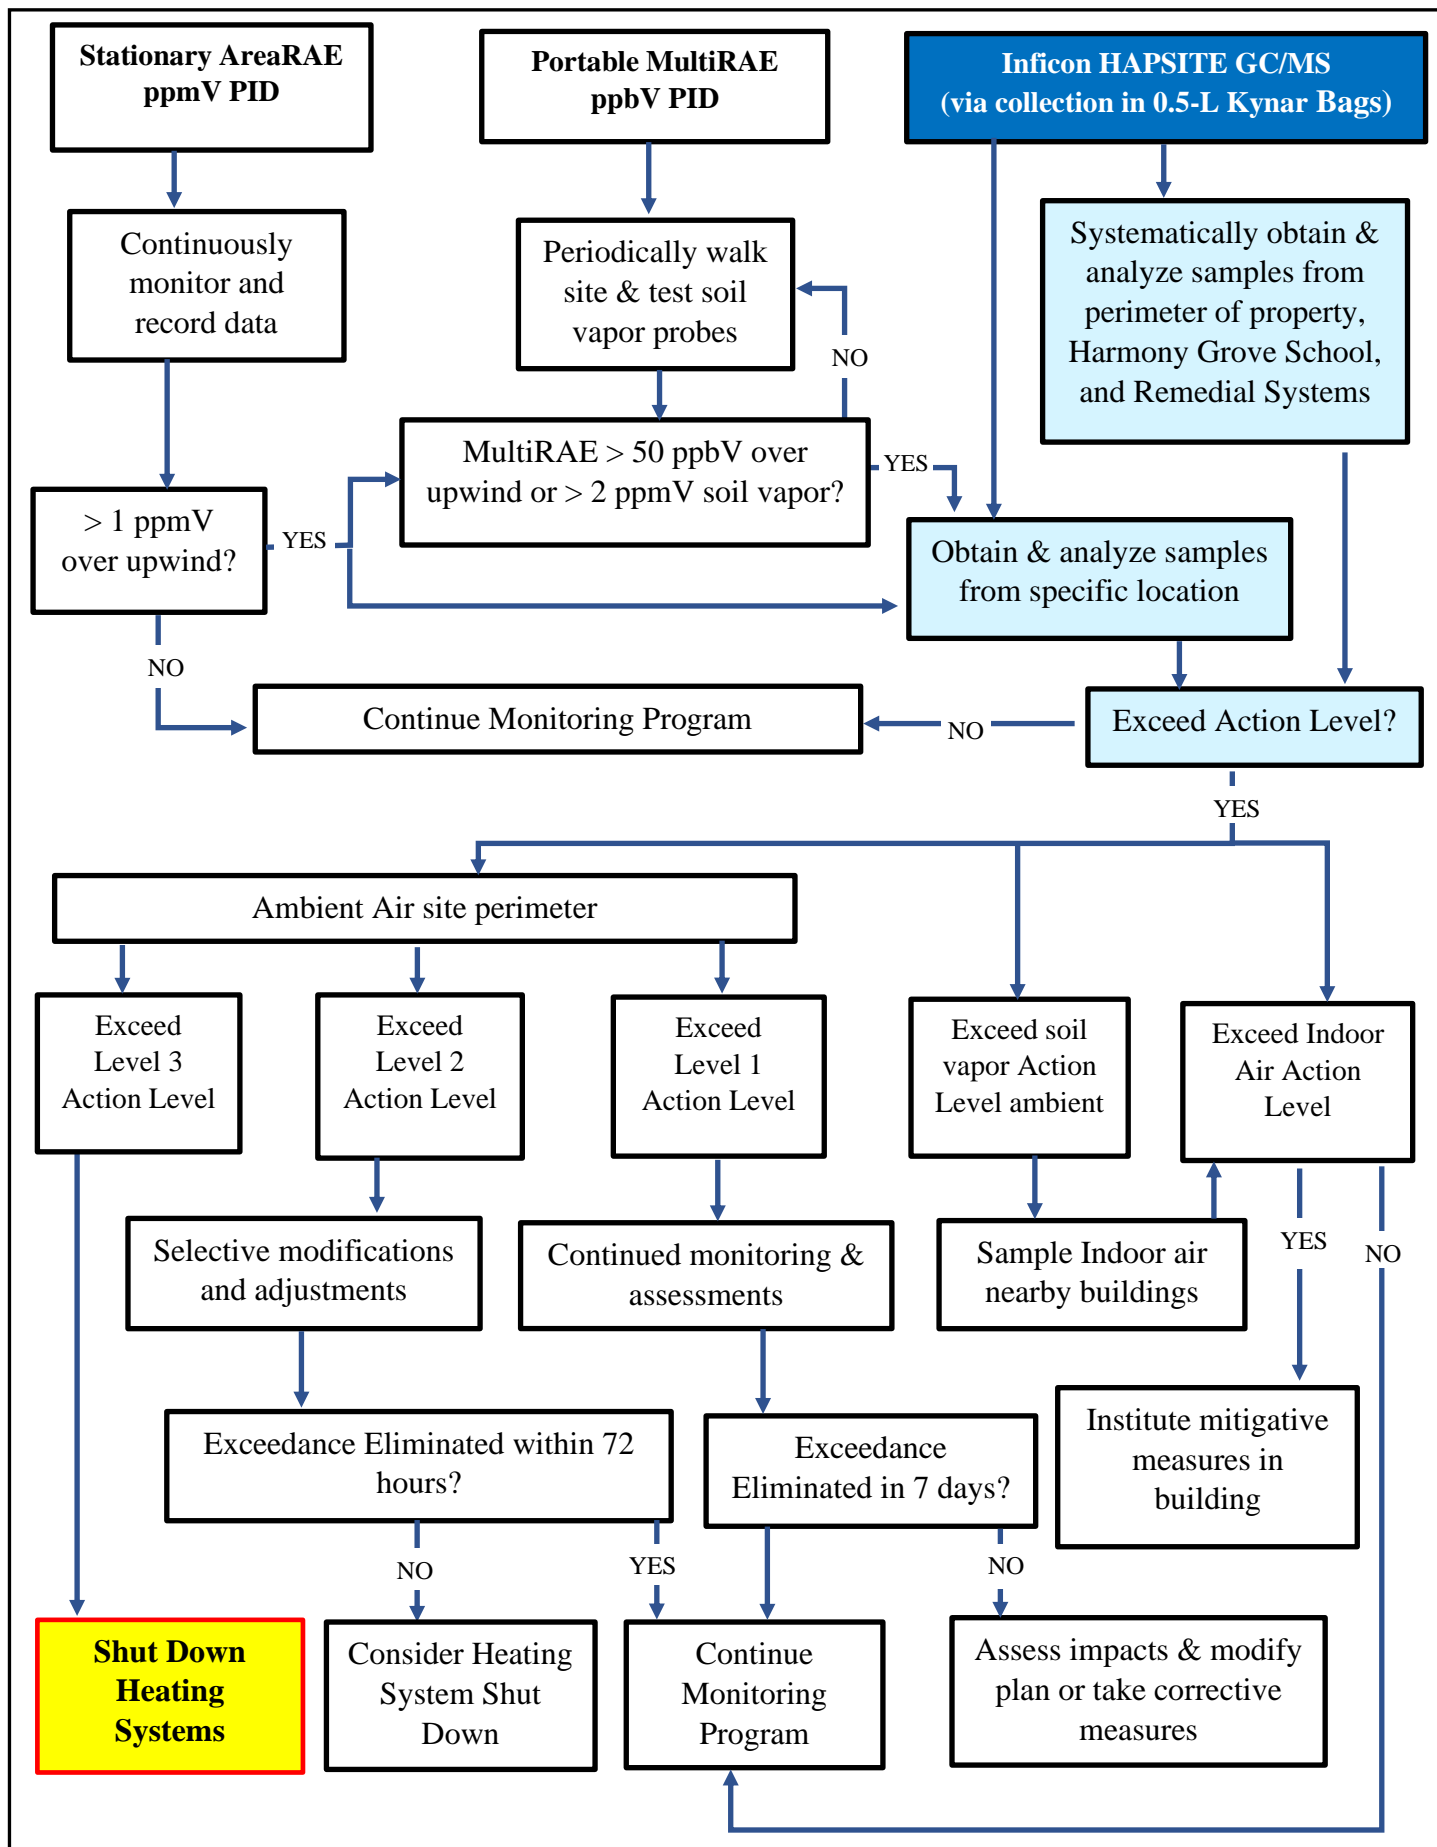 Stationary AreaRAE
ppmV PID
Portable MultiRAE
ppbV PID
Inficon HAPSITE GC/MS
(via collection in 0.5-L Kynar Bags)
Continuously
monitor and
record data
Periodically walk
site & test soil
vapor probes
NO
Systematically obtain &
analyze samples from
perimeter of property,
Harmony Grove School,
and Remedial Systems
MultiRAE > 50 ppbV over
upwind or > 2 ppmV soil vapor?
YES
> 1 ppmV
over upwind?
YES
Obtain & analyze samples
from specific location
NO
Continue Monitoring Program
NO
Exceed Action Level?
YES
Ambient Air site perimeter
Exceed
Level 3
Action Level
Exceed
Level 2
Action Level
Exceed
Level 1
Action Level
Exceed soil
vapor Action
Level ambient
Exceed Indoor
Air Action
Level
Selective modifications
and adjustments
Continued monitoring &
assessments
Sample Indoor air
nearby buildings
YES
NO
Exceedance Eliminated within 72
hours?
Exceedance
Eliminated in 7 days?
Institute mitigative
measures in
building
NO
YES
NO
Shut Down
Heating
Systems
Consider Heating
System Shut
Down
Continue
Monitoring
Program
Assess impacts & modify
plan or take corrective
measures